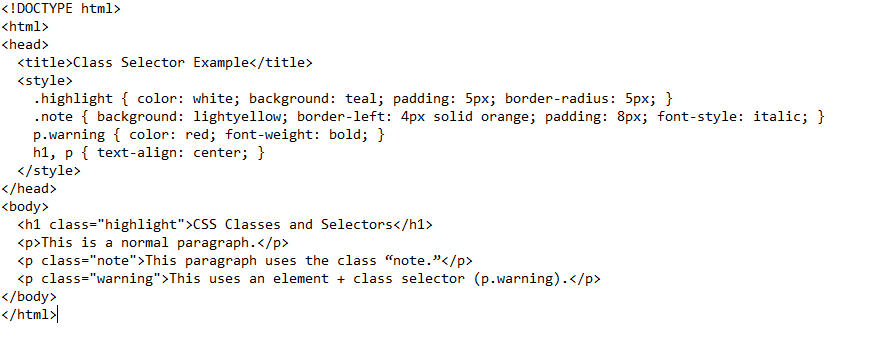 <!DOCTYPE html>
<html>
<head>
  <title>Class Selector Example</title>
  <style>
    .highlight { color: white; background: teal; padding: 5px; border-radius: 5px; }
    .note { background: lightyellow; border-left: 4px solid orange; padding: 8px; font-style: italic; }
    p.warning { color: red; font-weight: bold; }
    h1, p { text-align: center; }
  </style>
</head>
<body>
  <h1 class="highlight">CSS Classes and Selectors</h1>
  <p>This is a normal paragraph.</p>
  <p class="note">This paragraph uses the class “note.”</p>
  <p class="warning">This uses an element + class selector (p.warning).</p>
</body>
</html>